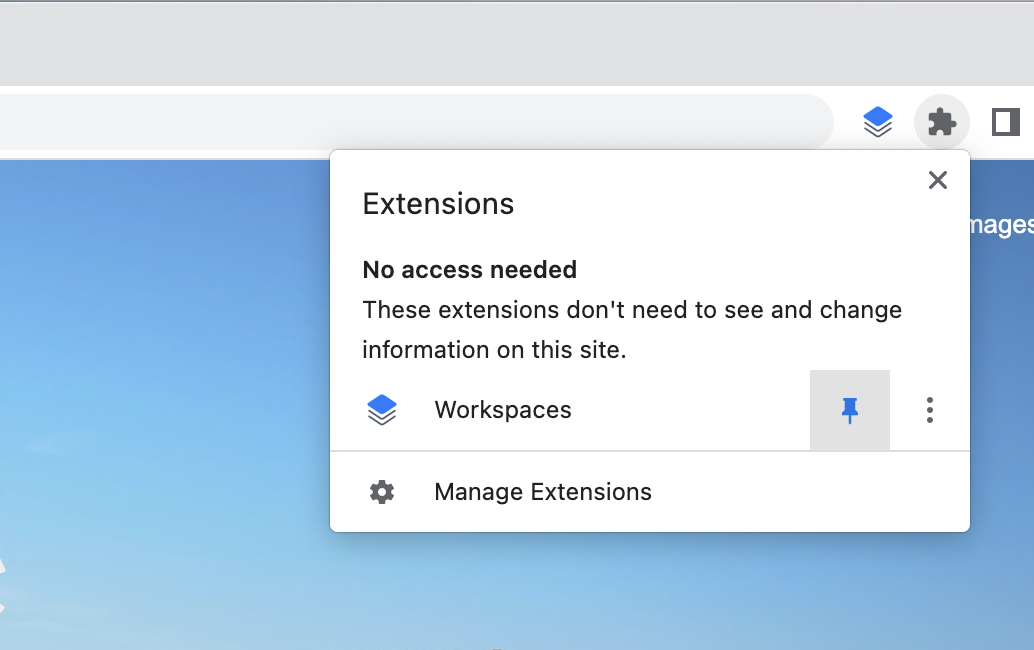 Extensions
mages
No access needed
These extensions don't need to see and change
information on this site.
Workspaces
Manage Extensions